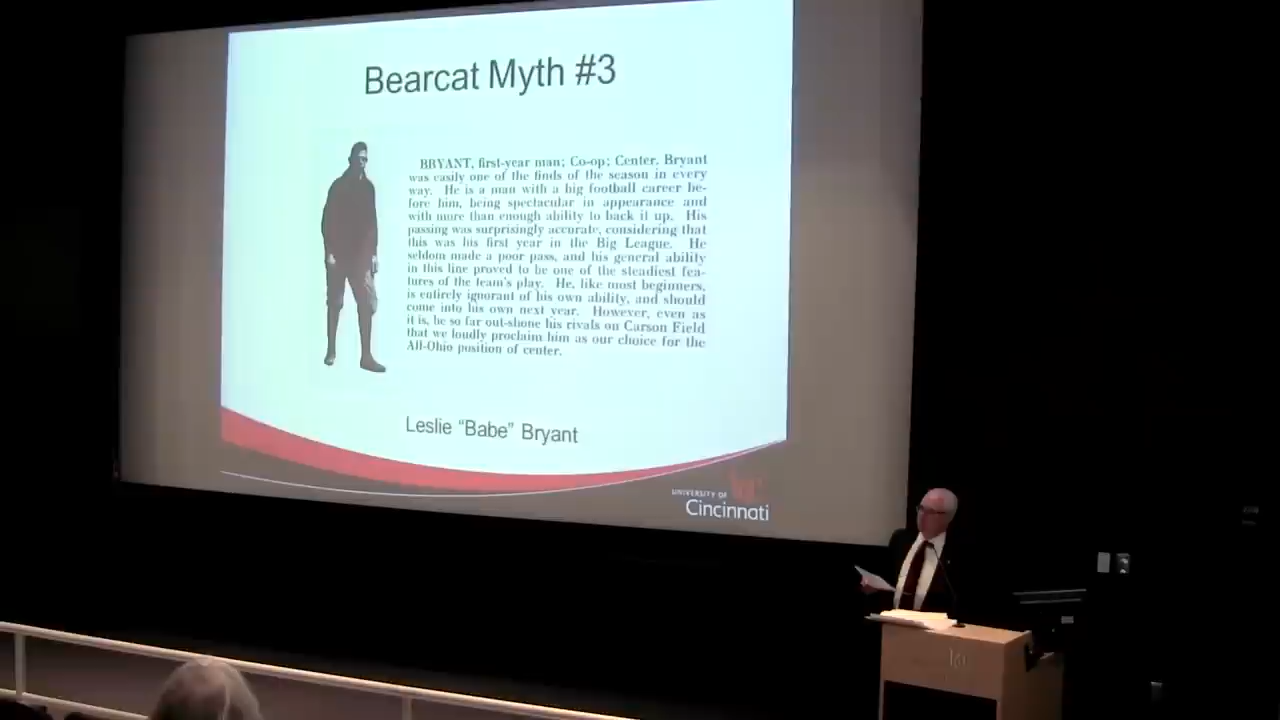 Bearcat Myth #3
BRYANT, first-year man; Co-op; Center. Bryant
was easily one of the finds of the season in every
way. He is a man with a big football career be-
fore him, being spectacular in appearance and
with more than enough ability to back it up. His
passing was surprisingly accurate, considering that
this was his first year in the Big League. He
seldom made a poor pass, and his general ability
in this line proved to be one of the steadiest fea-
tures of the team's play. He, like most beginners,
is entirely ignorant of his own ability, and should
come into his own next year. However, even as
it is, he so far out-shone his rivals on Carson Field
that we loudly proclaim him as our choice for the
All-Ohio position of center.
Leslie “Babe” Bryant
UNIVERSITY OF
Cincinnati